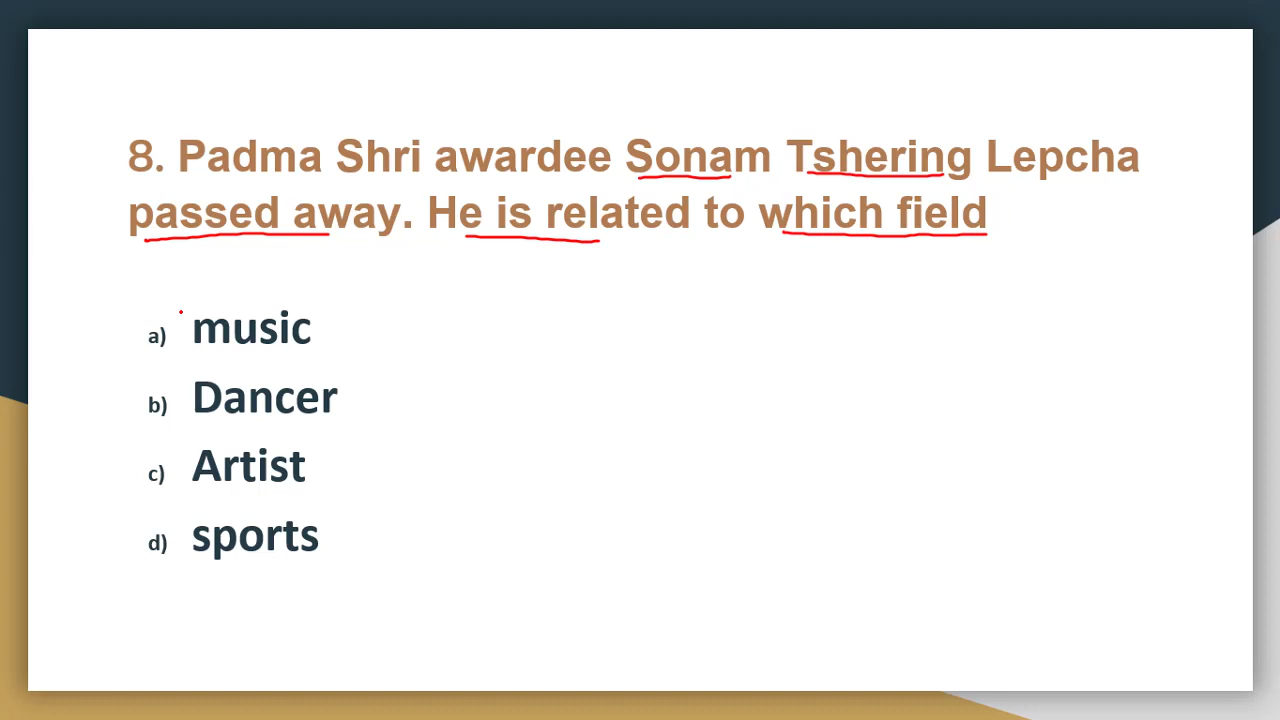 8. Padma Shri awardee Sonam Tshering Lepcha
passed away. He is related to which field
a) music
b) Dancer
c) Artist
d) sports